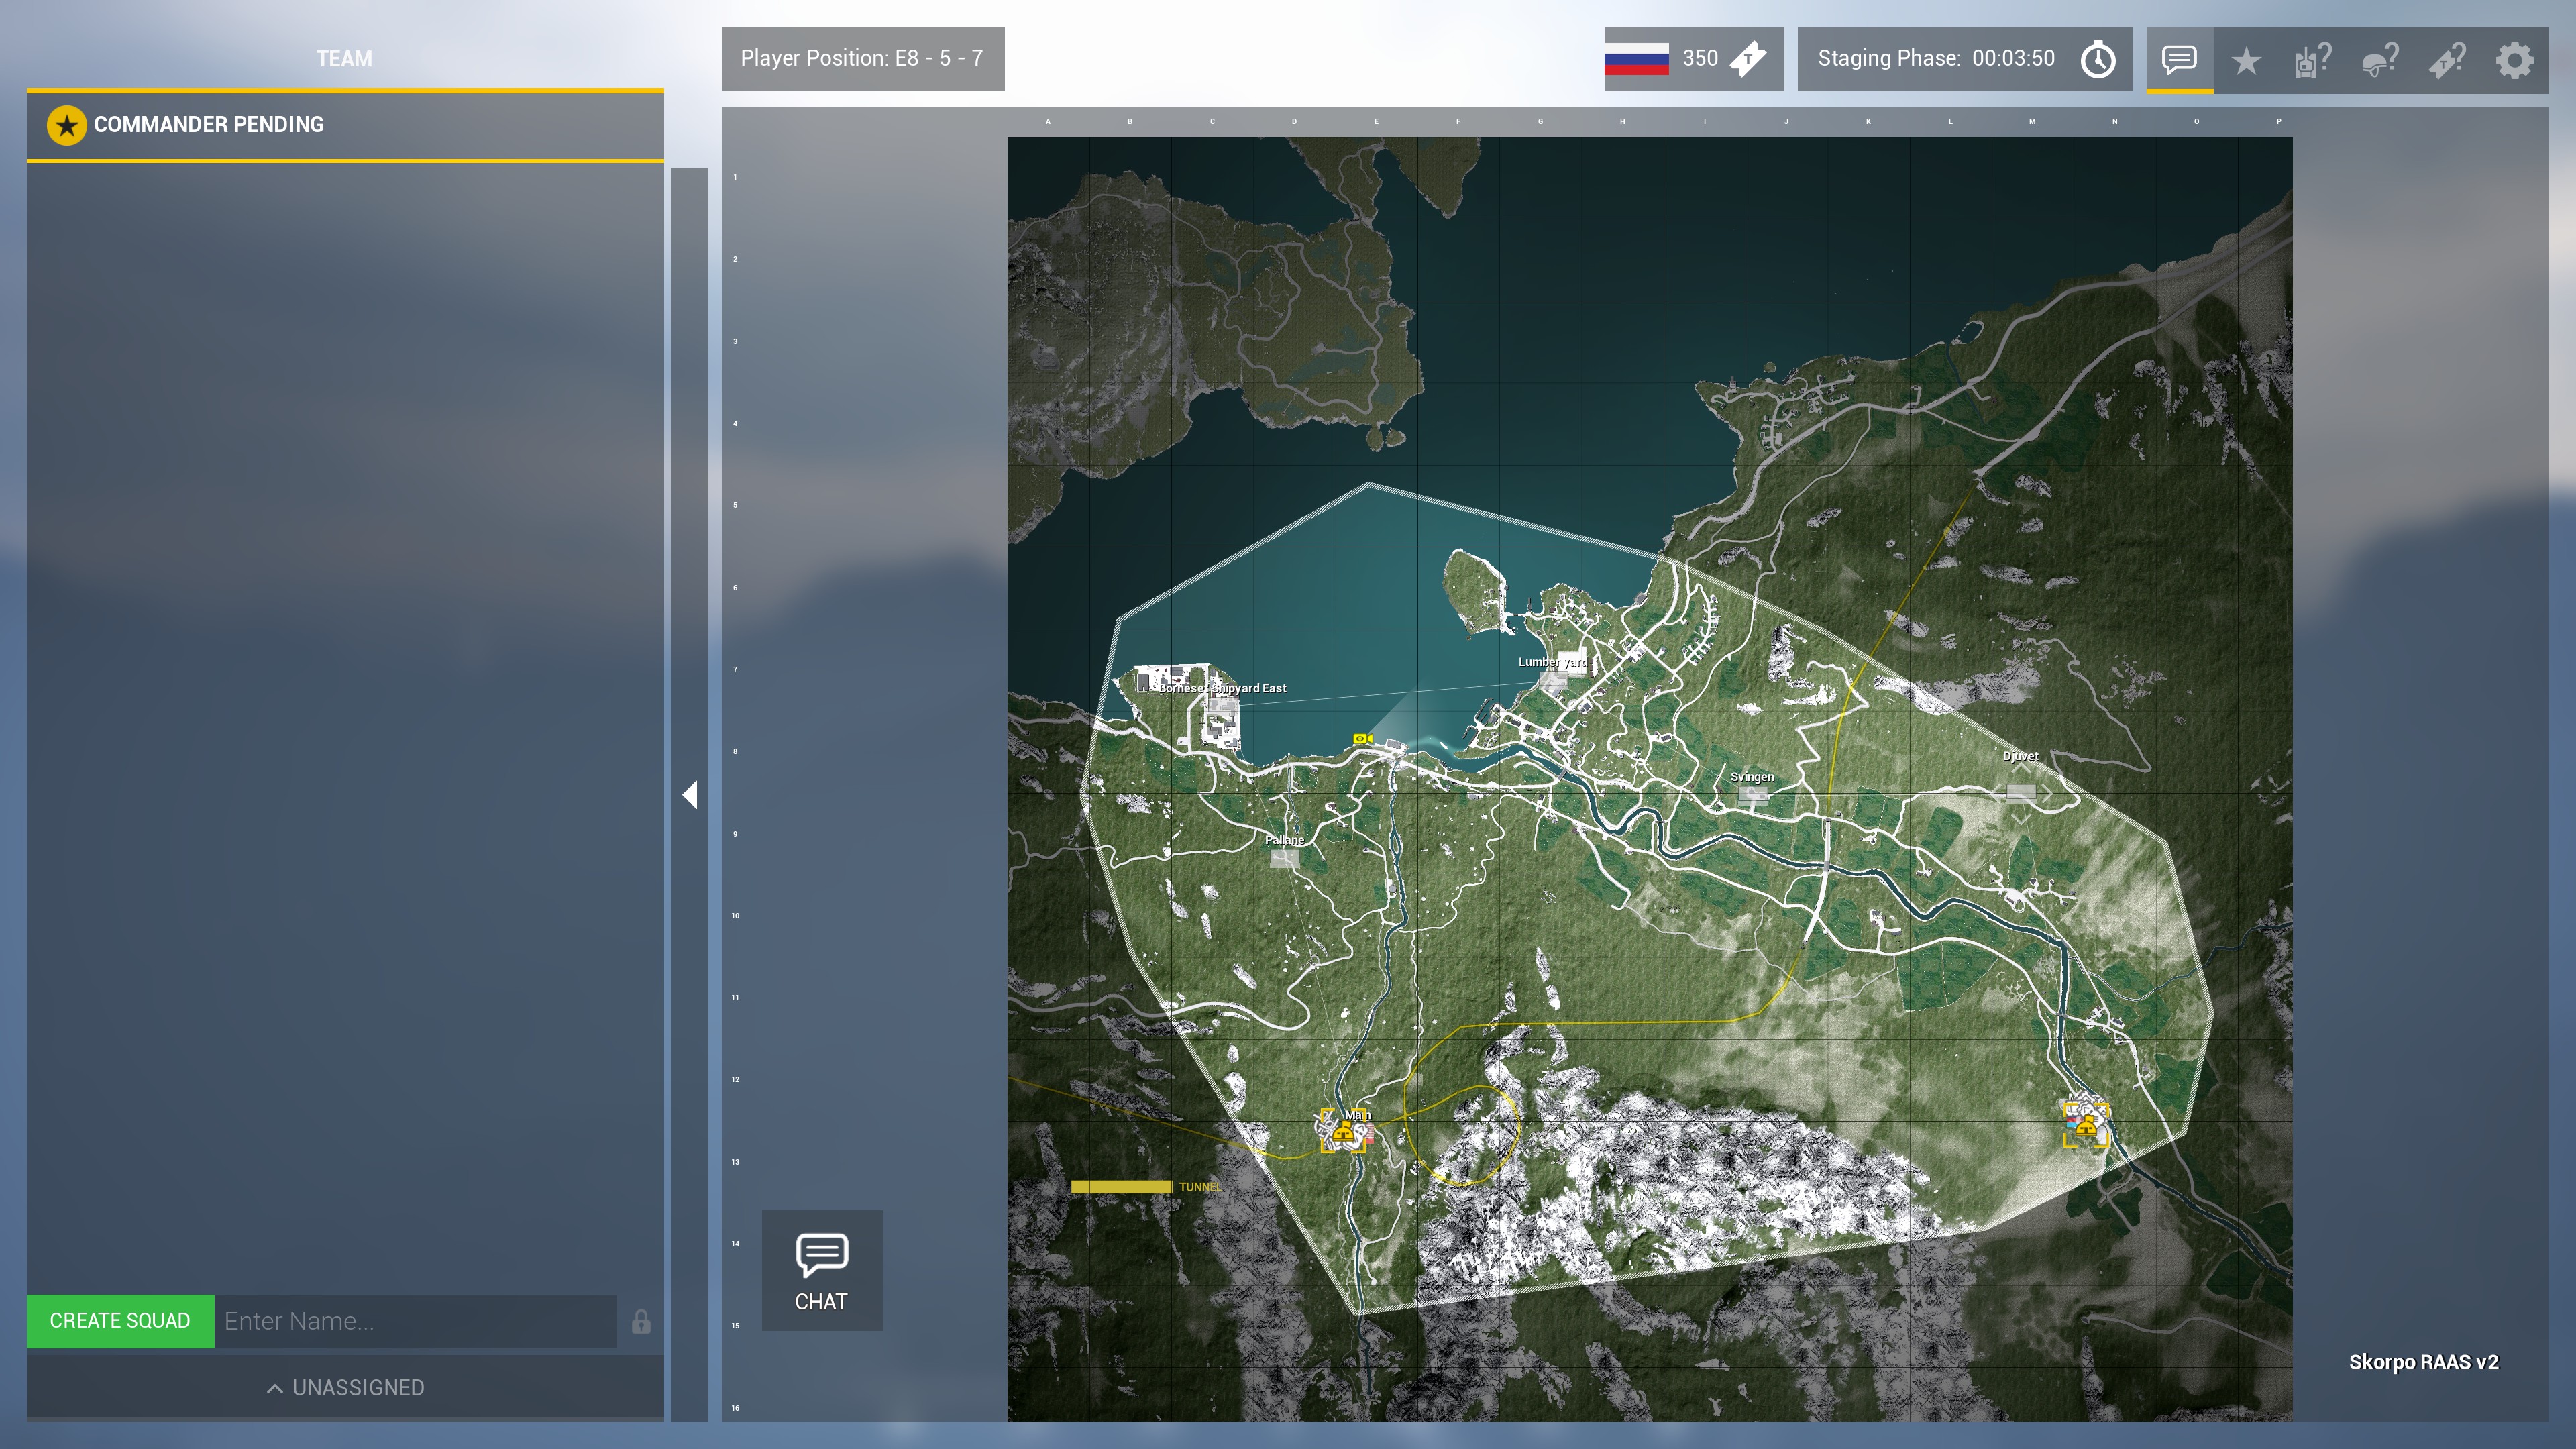 TEAM
Player Position: E8 - 5 - 7
350
T
Staging Phase: 00:03:50
? ? T?
COMMANDER PENDING
A B C D E F G H I J K L M N O P
1
2
3
4
5
6
7
8
9
10
11
12
13
14
15
16
Lumber yard
Borneset Shipyard East
Djuvet
Svingen
Pallane
Main
TUNNEL
CHAT
CREATE SQUAD Enter Name...
UNASSIGNED
Skorpo RAAS v2